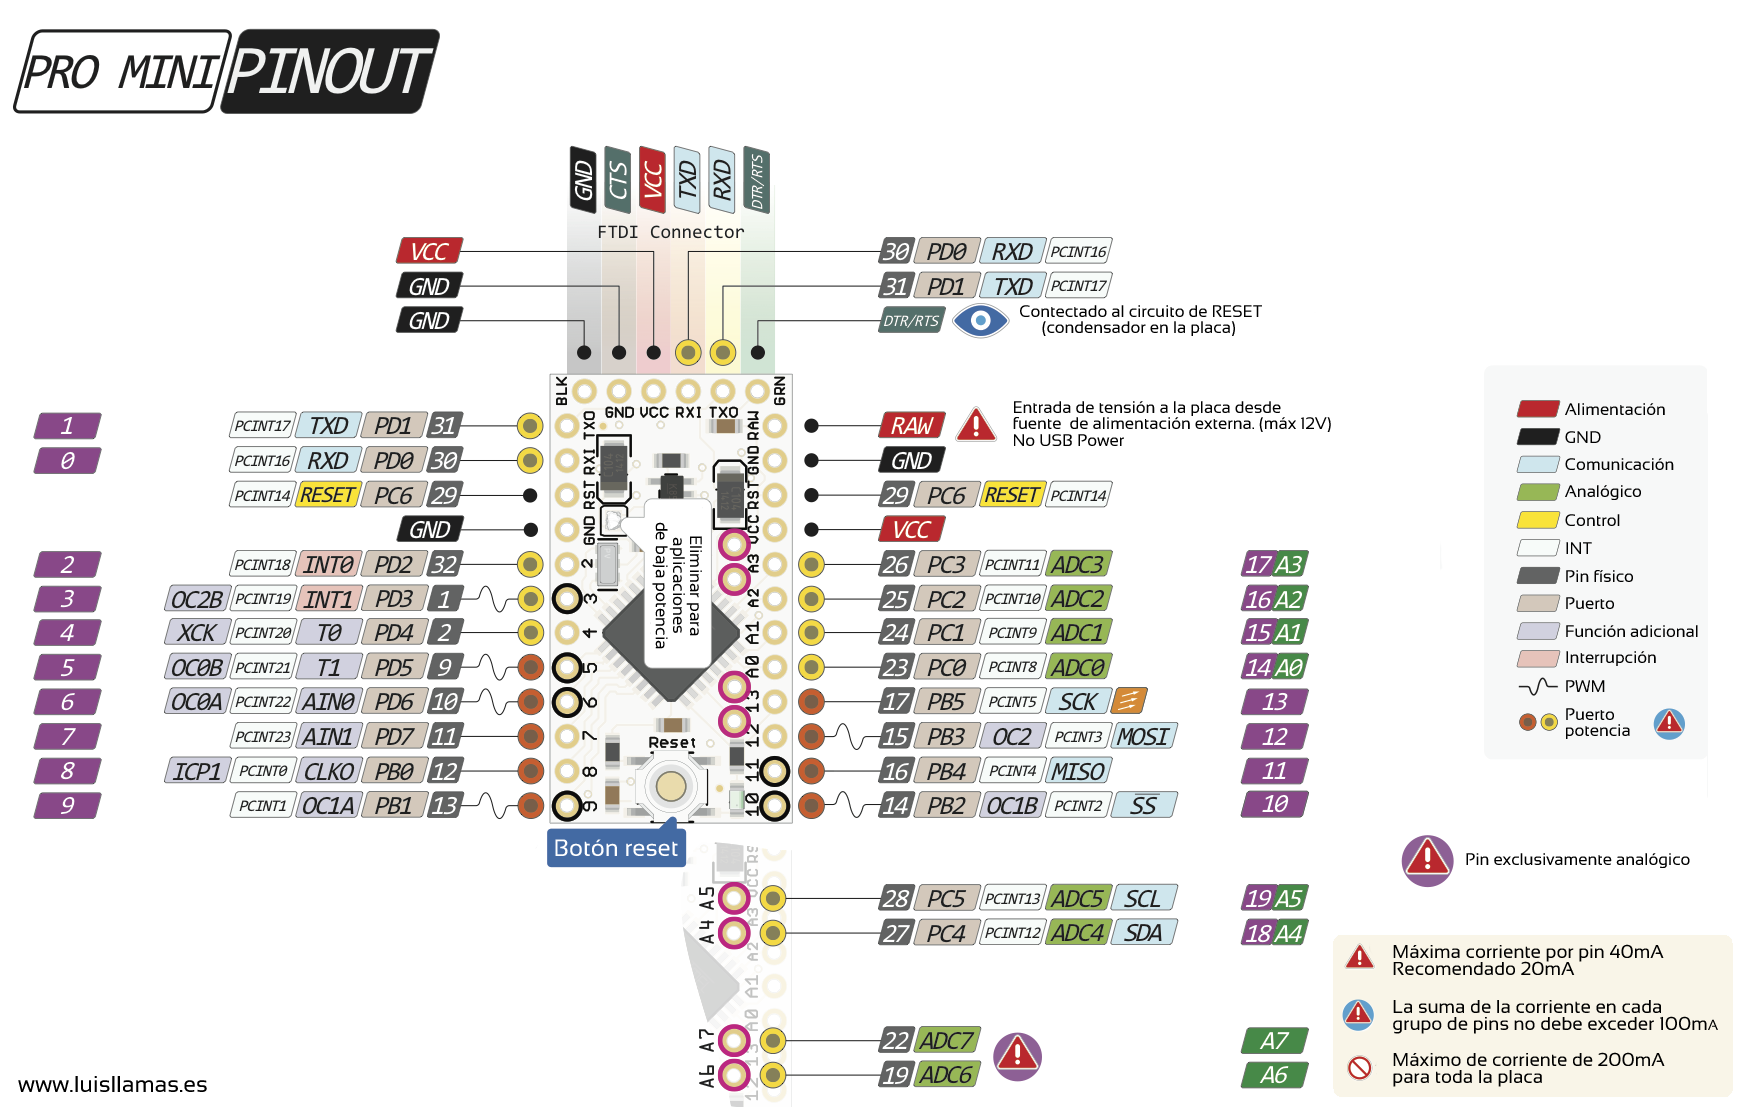 PRO MINI PINOUT
GND CTS VCC TXD RXD DTR/RTS
FTDI Connector
VCC
GND
GND
30 PD0 RXD PCINT16
31 PD1 TXD PCINT17
DTR/RTS Contectado al circuito de RESET
(condensador en la placa)
BLK GRN
GND VCC RXI TXO
TXO RXI RST GND 2 3 4 5 6 7 8 9
RAW GND RST VCC A3 A2 A1 A0 13 12 11 10
Eliminar para
aplicaciones
de baja potencia
Reset
Botón reset
1 PCINT17 TXD PD1 31
0 PCINT16 RXD PD0 30
PCINT14 RESET PC6 29
GND
2 PCINT18 INT0 PD2 32
3 OC2B PCINT19 INT1 PD3 1
4 XCK PCINT20 T0 PD4 2
5 OC0B PCINT21 T1 PD5 9
6 OC0A PCINT22 AIN0 PD6 10
7 PCINT23 AIN1 PD7 11
8 ICP1 PCINT0 CLKO PB0 12
9 PCINT1 OC1A PB1 13
RAW Entrada de tensión a la placa desde
fuente de alimentación externa. (máx 12V)
No USB Power
GND
29 PC6 RESET PCINT14
VCC
26 PC3 PCINT11 ADC3 17 A3
25 PC2 PCINT10 ADC2 16 A2
24 PC1 PCINT9 ADC1 15 A1
23 PC0 PCINT8 ADC0 14 A0
17 PB5 PCINT5 SCK 13
15 PB3 OC2 PCINT3 MOSI 12
16 PB4 PCINT4 MISO 11
14 PB2 OC1B PCINT2 SS 10
A5 28 PC5 PCINT13 ADC5 SCL 19 A5
A4 27 PC4 PCINT12 ADC4 SDA 18 A4
A7 22 ADC7 A7
A6 19 ADC6 A6
VCC A3 A2 A1 A0 13 12
Alimentación
GND
Comunicación
Analógico
Control
INT
Pin físico
Puerto
Función adicional
Interrupción
PWM
Puerto
potencia
Pin exclusivamente analógico
Máxima corriente por pin 40mA
Recomendado 20mA
La suma de la corriente en cada
grupo de pins no debe exceder 100mA
Máximo de corriente de 200mA
para toda la placa
www.luisllamas.es